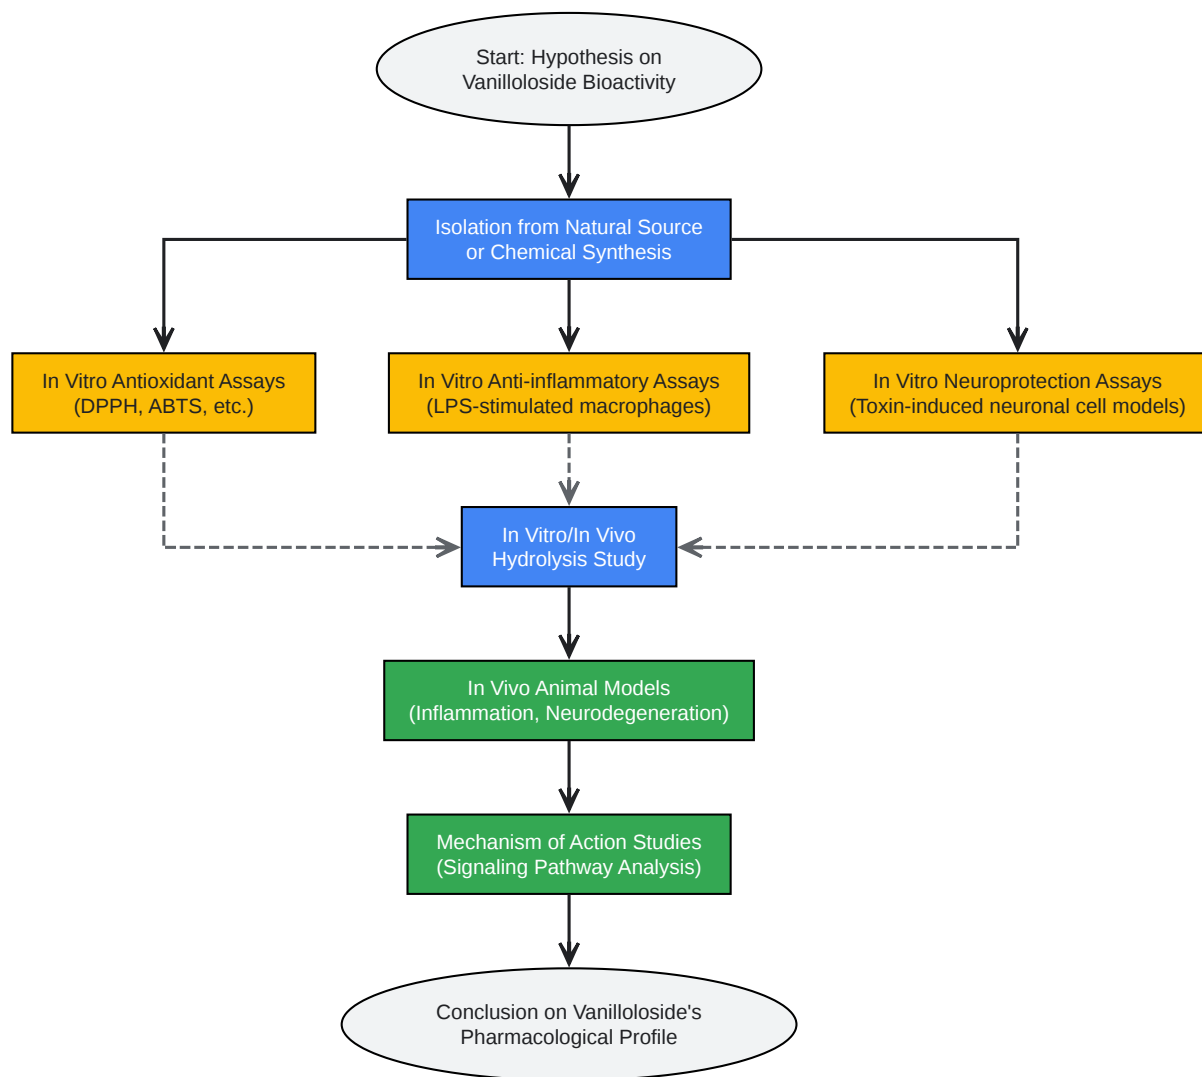 Start: Hypothesis on
Vanilloloside Bioactivity
Isolation from Natural Source
or Chemical Synthesis
In Vitro Antioxidant Assays
(DPPH, ABTS, etc.)
In Vitro Anti-inflammatory Assays
(LPS-stimulated macrophages)
In Vitro Neuroprotection Assays
(Toxin-induced neuronal cell models)
In Vitro/In Vivo
Hydrolysis Study
In Vivo Animal Models
(Inflammation, Neurodegeneration)
Mechanism of Action Studies
(Signaling Pathway Analysis)
Conclusion on Vanilloloside's
Pharmacological Profile